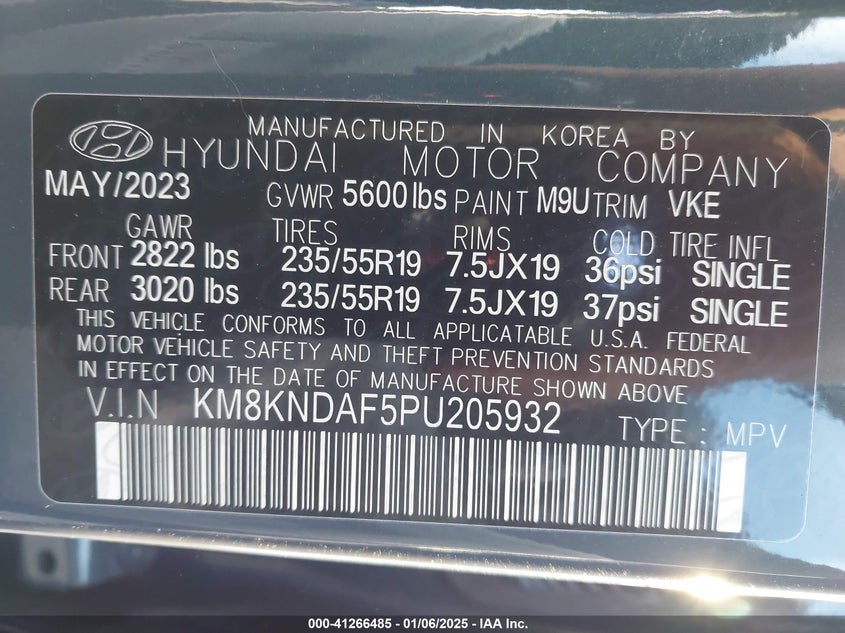 MANUFACTURED IN KOREA BY
HYUNDAI MOTOR COMPANY
MAY/2023 GVWR 5600lbs PAINT M9U TRIM VKE
GAWR TIRES RIMS COLD TIRE INFL
FRONT 2822 lbs 235/55R19 7.5JX19 36psi SINGLE
REAR 3020 lbs 235/55R19 7.5JX19 37psi SINGLE
THIS VEHICLE CONFORMS TO ALL APPLICATABLE U.S.A. FEDERAL
MOTOR VEHICLE SAFETY AND THEFT PREVENTION STANDARDS
IN EFFECT ON THE DATE OF MANUFACTURE SHOWN ABOVE
V.I.N KM8KNDAF5PU205932 TYPE : MPV
000-41266485 - 01/06/2025 - IAA Inc.